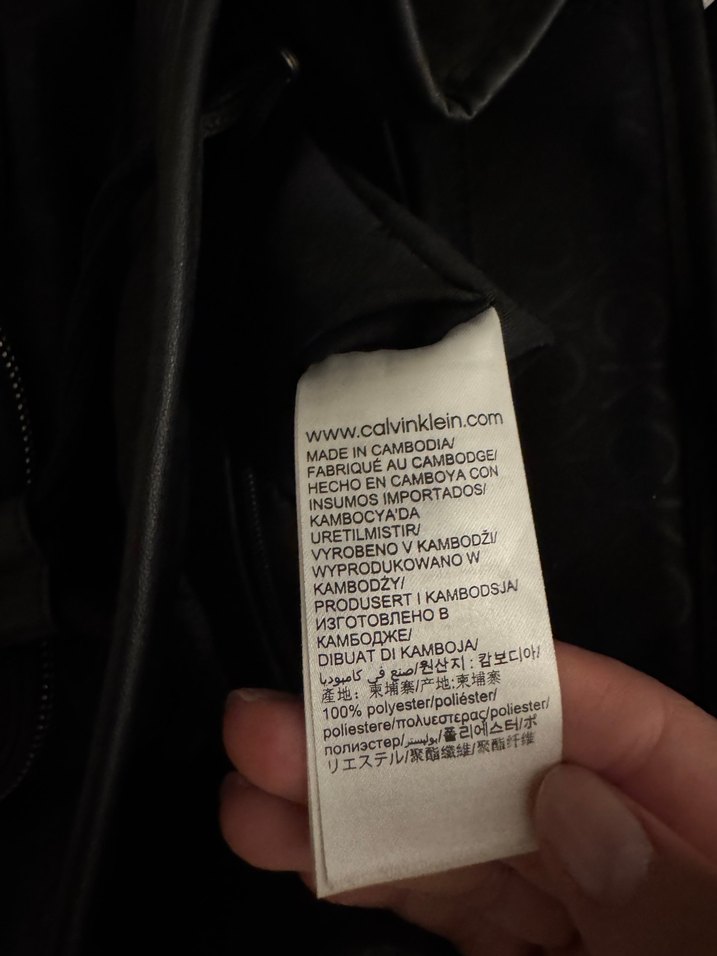 www.calvinklein.com
MADE IN CAMBODIA/
FABRIQUÉ AU CAMBODGE/
HECHO EN CAMBOYA CON
INSUMOS IMPORTADOS/
KAMBOCYA'DA
URETILMISTIR/
VYROBENO V KAMBODŽI/
WYPRODUKOWANO W
KAMBODŻY/
PRODUSERT I KAMBODSJA/
ИЗГОТОВЛЕНО В
КАМБОДЖЕ/
DIBUAT DI KAMBOJA/
صنع في كامبوديا/원산지 : 캄보디아/
產地： 柬埔寨/产地:柬埔寨
100% polyester/poliéster/
poliestere/πολυεστερας/poliester/
полиэстер/بوليستر/폴리에스터/ポ
リエステル/聚酯纖維/聚酯纤维